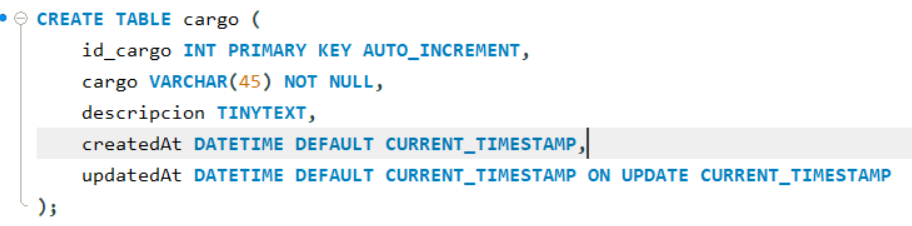 CREATE TABLE cargo (
    id_cargo INT PRIMARY KEY AUTO_INCREMENT,
    cargo VARCHAR(45) NOT NULL,
    descripcion TINYTEXT,
    createdAt DATETIME DEFAULT CURRENT_TIMESTAMP,
    updatedAt DATETIME DEFAULT CURRENT_TIMESTAMP ON UPDATE CURRENT_TIMESTAMP
);